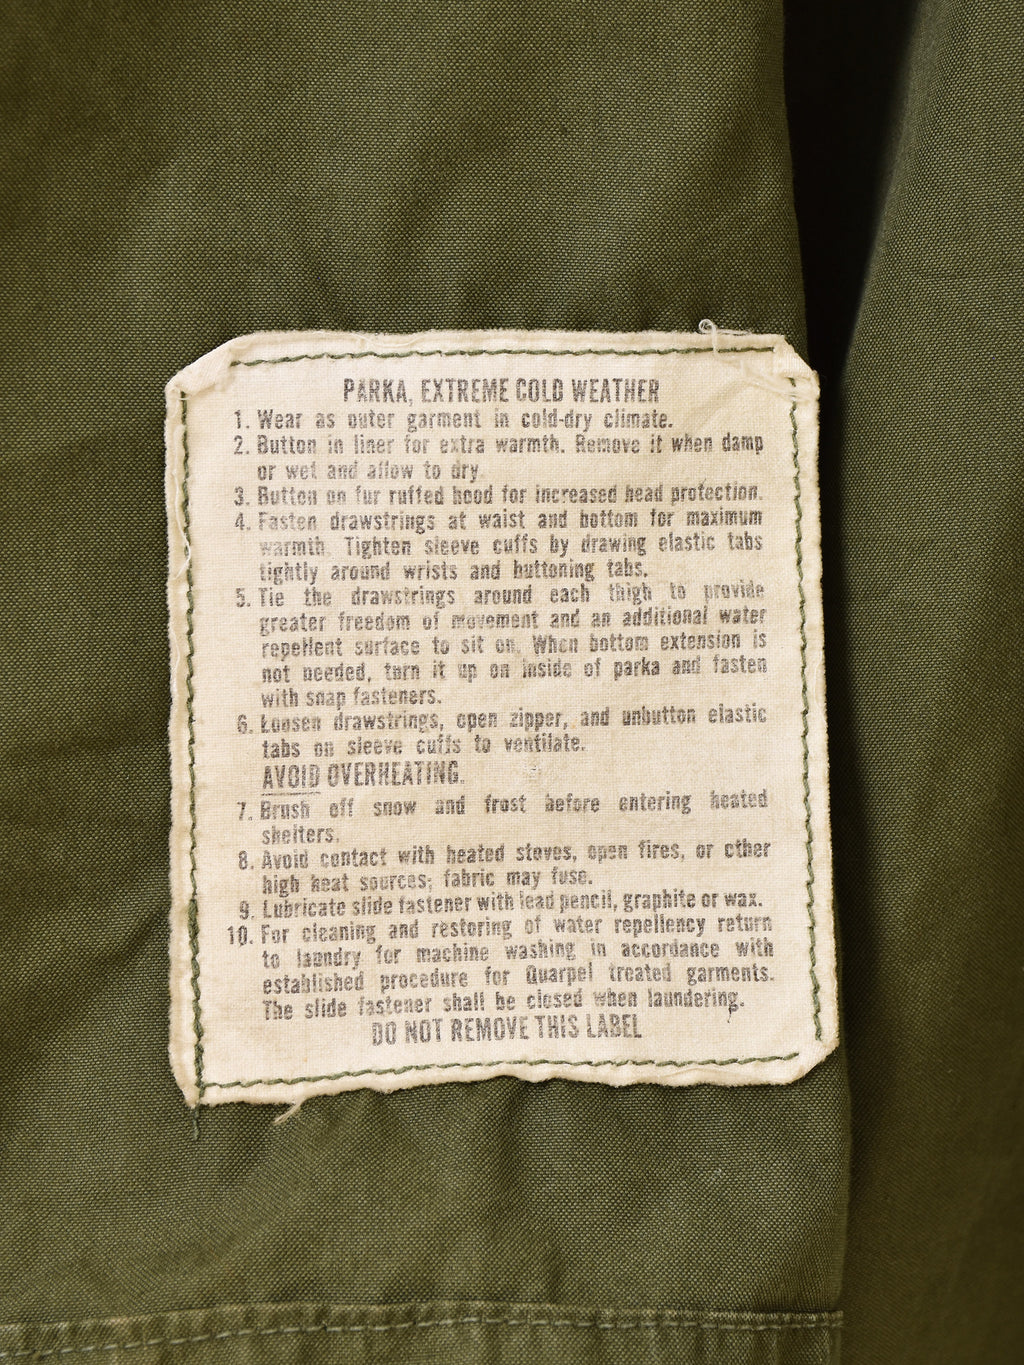 PARKA, EXTREME COLD WEATHER
1. Wear as outer garment in cold-dry climate.
2. Button in liner for extra warmth. Remove it when damp
or wet and allow to dry.
3. Button on fur ruffed hood for increased head protection.
4. Fasten drawstrings at waist and bottom for maximum
warmth. Tighten sleeve cuffs by drawing elastic tabs
tightly around wrists and buttoning tabs.
5. Tie the drawstrings around each thigh to provide
greater freedom of movement and an additional water
repellent surface to sit on. When bottom extension is
not needed, turn it up on inside of parka and fasten
with snap fasteners.
6. Loosen drawstrings, open zipper, and unbutton elastic
tabs on sleeve cuffs to ventilate.
AVOID OVERHEATING.
7. Brush off snow and frost before entering heated
shelters.
8. Avoid contact with heated stoves, open fires, or other
high heat sources; fabric may fuse.
9. Lubricate slide fastener with lead pencil, graphite or wax.
10. For cleaning and restoring of water repellency return
to laundry for machine washing in accordance with
established procedure for Quarpel treated garments.
The slide fastener shall be closed when laundering.
DO NOT REMOVE THIS LABEL